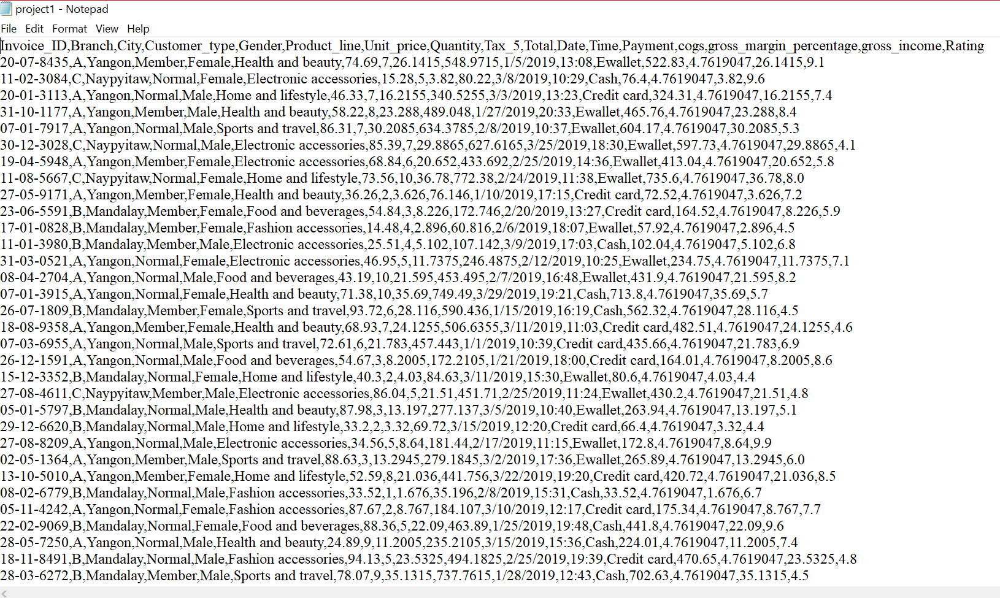 project1 - Notepad
File Edit Format View Help
Invoice_ID,Branch,City,Customer_type,Gender,Product_line,Unit_price,Quantity,Tax_5,Total,Date,Time,Payment,cogs,gross_margin_percentage,gross_income,Rating
20-07-8435,A,Yangon,Member,Female,Health and beauty,74.69,7,26.1415,548.9715,1/5/2019,13:08,Ewallet,522.83,4.7619047,26.1415,9.1
11-02-3084,C,Naypyitaw,Normal,Female,Electronic accessories,15.28,5,3.82,80.22,3/8/2019,10:29,Cash,76.4,4.7619047,3.82,9.6
20-01-3113,A,Yangon,Normal,Male,Home and lifestyle,46.33,7,16.2155,340.5255,3/3/2019,13:23,Credit card,324.31,4.7619047,16.2155,7.4
31-10-1177,A,Yangon,Member,Male,Health and beauty,58.22,8,23.288,489.048,1/27/2019,20:33,Ewallet,465.76,4.7619047,23.288,8.4
07-01-7917,A,Yangon,Normal,Male,Sports and travel,86.31,7,30.2085,634.3785,2/8/2019,10:37,Ewallet,604.17,4.7619047,30.2085,5.3
30-12-3028,C,Naypyitaw,Normal,Male,Electronic accessories,85.39,7,29.8865,627.6165,3/25/2019,18:30,Ewallet,597.73,4.7619047,29.8865,4.1
19-04-5948,A,Yangon,Member,Female,Electronic accessories,68.84,6,20.652,433.692,2/25/2019,14:36,Ewallet,413.04,4.7619047,20.652,5.8
11-08-5667,C,Naypyitaw,Normal,Female,Home and lifestyle,73.56,10,36.78,772.38,2/24/2019,11:38,Ewallet,735.6,4.7619047,36.78,8.0
27-05-9171,A,Yangon,Member,Female,Health and beauty,36.26,2,3.626,76.146,1/10/2019,17:15,Credit card,72.52,4.7619047,3.626,7.2
23-06-5591,B,Mandalay,Member,Female,Food and beverages,54.84,3,8.226,172.746,2/20/2019,13:27,Credit card,164.52,4.7619047,8.226,5.9
17-01-0828,B,Mandalay,Member,Female,Fashion accessories,14.48,4,2.896,60.816,2/6/2019,18:07,Ewallet,57.92,4.7619047,2.896,4.5
11-01-3980,B,Mandalay,Member,Male,Electronic accessories,25.51,4,5.102,107.142,3/9/2019,17:03,Cash,102.04,4.7619047,5.102,6.8
31-03-0521,A,Yangon,Normal,Female,Electronic accessories,46.95,5,11.7375,246.4875,2/12/2019,10:25,Ewallet,234.75,4.7619047,11.7375,7.1
08-04-2704,A,Yangon,Normal,Male,Food and beverages,43.19,10,21.595,453.495,2/7/2019,16:48,Ewallet,431.9,4.7619047,21.595,8.2
07-01-3915,A,Yangon,Normal,Female,Health and beauty,71.38,10,35.69,749.49,3/29/2019,19:21,Cash,713.8,4.7619047,35.69,5.7
26-07-1809,B,Mandalay,Member,Female,Sports and travel,93.72,6,28.116,590.436,1/15/2019,16:19,Cash,562.32,4.7619047,28.116,4.5
18-08-9358,A,Yangon,Member,Female,Health and beauty,68.93,7,24.1255,506.6355,3/11/2019,11:03,Credit card,482.51,4.7619047,24.1255,4.6
07-03-6955,A,Yangon,Normal,Male,Sports and travel,72.61,6,21.783,457.443,1/1/2019,10:39,Credit card,435.66,4.7619047,21.783,6.9
26-12-1591,A,Yangon,Normal,Male,Food and beverages,54.67,3,8.2005,172.2105,1/21/2019,18:00,Credit card,164.01,4.7619047,8.2005,8.6
15-12-3352,B,Mandalay,Normal,Female,Home and lifestyle,40.3,2,4.03,84.63,3/11/2019,15:30,Ewallet,80.6,4.7619047,4.03,4.4
27-08-4611,C,Naypyitaw,Member,Male,Electronic accessories,86.04,5,21.51,451.71,2/25/2019,11:24,Ewallet,430.2,4.7619047,21.51,4.8
05-01-5797,B,Mandalay,Normal,Male,Health and beauty,87.98,3,13.197,277.137,3/5/2019,10:40,Ewallet,263.94,4.7619047,13.197,5.1
29-12-6620,B,Mandalay,Normal,Male,Home and lifestyle,33.2,2,3.32,69.72,3/15/2019,12:20,Credit card,66.4,4.7619047,3.32,4.4
27-08-8209,A,Yangon,Normal,Male,Electronic accessories,34.56,5,8.64,181.44,2/17/2019,11:15,Ewallet,172.8,4.7619047,8.64,9.9
02-05-1364,A,Yangon,Member,Male,Sports and travel,88.63,3,13.2945,279.1845,3/2/2019,17:36,Ewallet,265.89,4.7619047,13.2945,6.0
13-10-5010,A,Yangon,Member,Female,Home and lifestyle,52.59,8,21.036,441.756,3/22/2019,19:20,Credit card,420.72,4.7619047,21.036,8.5
08-02-6779,B,Mandalay,Normal,Male,Fashion accessories,33.52,1,1.676,35.196,2/8/2019,15:31,Cash,33.52,4.7619047,1.676,6.7
05-11-4242,A,Yangon,Normal,Female,Fashion accessories,87.67,2,8.767,184.107,3/10/2019,12:17,Credit card,175.34,4.7619047,8.767,7.7
22-02-9069,B,Mandalay,Normal,Female,Food and beverages,88.36,5,22.09,463.89,1/25/2019,19:48,Cash,441.8,4.7619047,22.09,9.6
28-05-7250,A,Yangon,Normal,Male,Health and beauty,24.89,9,11.2005,235.2105,3/15/2019,15:36,Cash,224.01,4.7619047,11.2005,7.4
18-11-8491,B,Mandalay,Normal,Male,Fashion accessories,94.13,5,23.5325,494.1825,2/25/2019,19:39,Credit card,470.65,4.7619047,23.5325,4.8
28-03-6272,B,Mandalay,Member,Male,Sports and travel,78.07,9,35.1315,737.7615,1/28/2019,12:43,Cash,702.63,4.7619047,35.1315,4.5